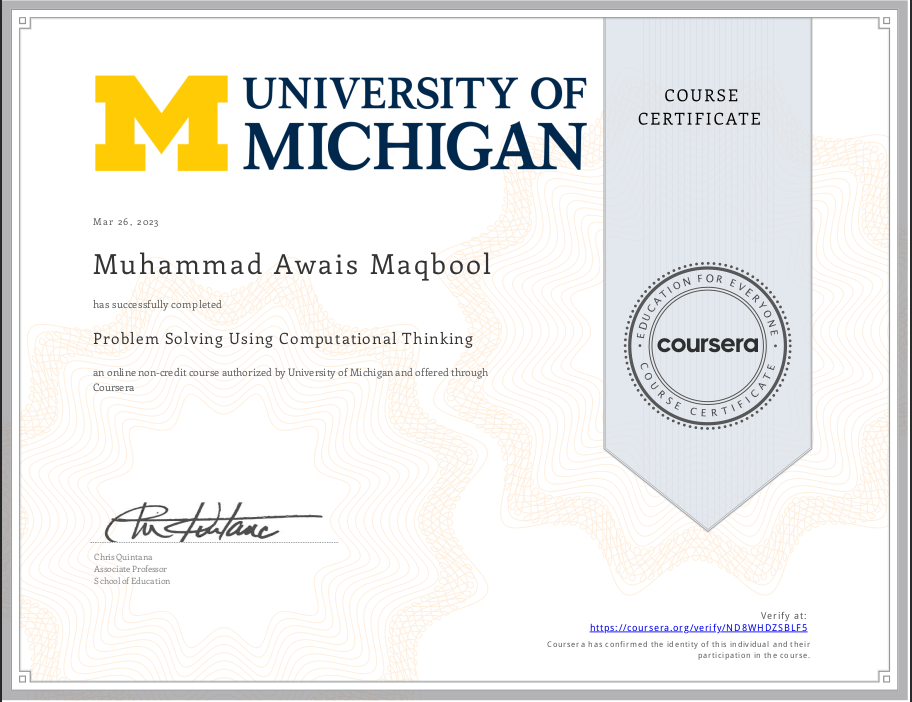 UNIVERSITY OF
MICHIGAN
COURSE
CERTIFICATE
Mar 26, 2023
Muhammad Awais Maqbool
has successfully completed
Problem Solving Using Computational Thinking
an online non-credit course authorized by University of Michigan and offered through
Coursera
EDUCATION FOR EVERYONE
coursera
COURSE CERTIFICATE
Chris Quintana
Chris Quintana
Associate Professor
School of Education
Verify at:
https://coursera.org/verify/ND8WHDZSBLF5
Coursera has confirmed the identity of this individual and their
participation in the course.